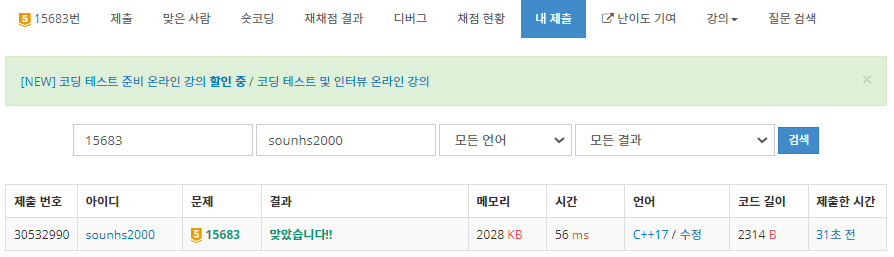 5 15683번 제출 맞은 사람 숏코딩 재채점 결과 디버그 채점 현황 내 제출 난이도 기여 강의 질문 검색
[NEW] 코딩 테스트 준비 온라인 강의 할인 중 / 코딩 테스트 및 인터뷰 온라인 강의 ×
15683 sounhs2000 모든 언어 모든 결과 검색
제출 번호 아이디 문제 결과 메모리 시간 언어 코드 길이 제출한 시간
30532990 sounhs2000 5 15683 맞았습니다!! 2028 KB 56 ms C++17 / 수정 2314 B 31초 전